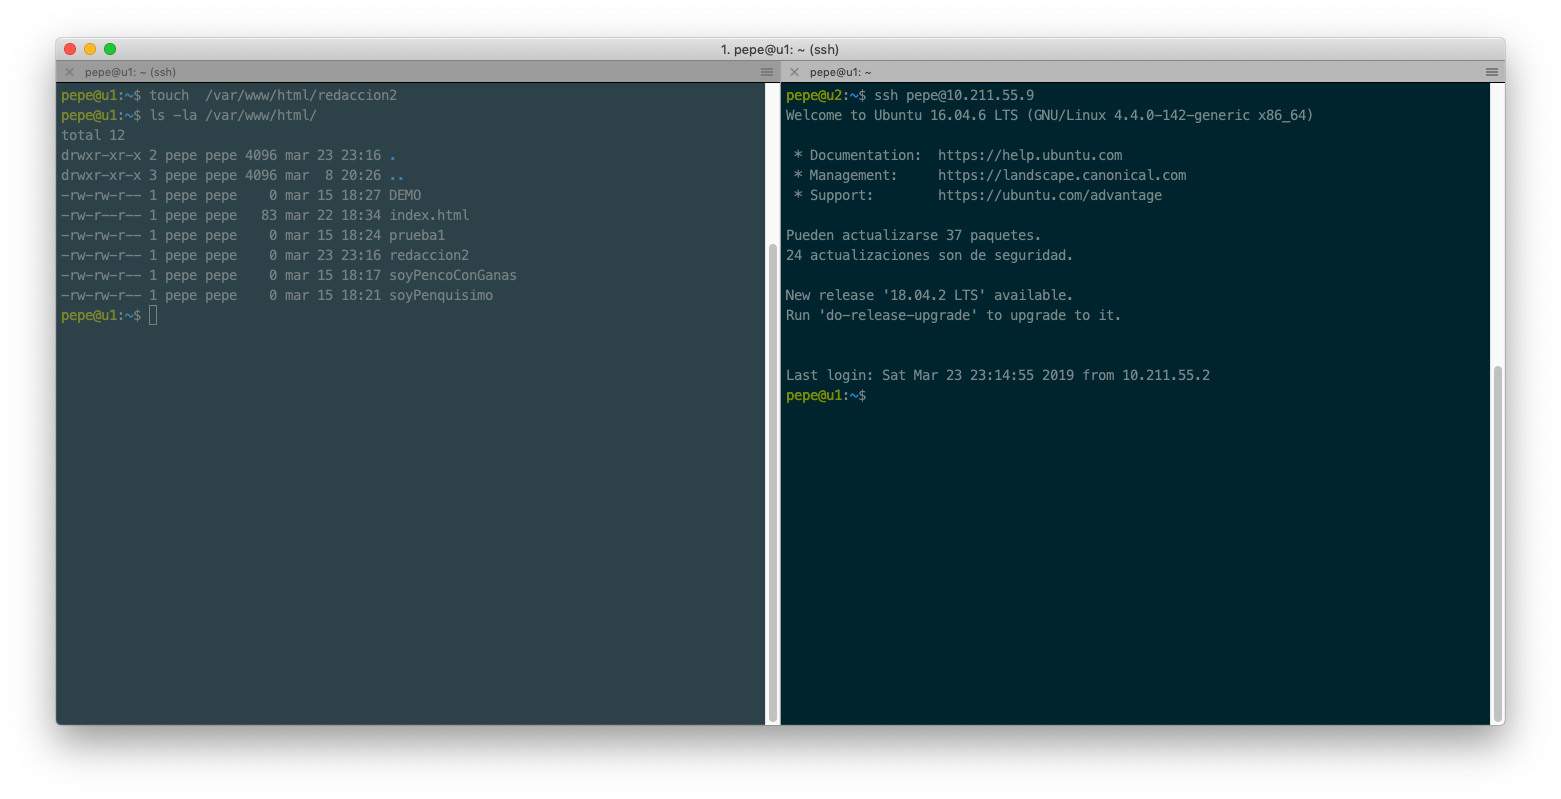 1. pepe@u1: ~ (ssh)
pepe@u1: ~ (ssh)
pepe@u1:~$ touch  /var/www/html/redaccion2
pepe@u1:~$ ls -la /var/www/html/
total 12
drwxr-xr-x 2 pepe pepe 4096 mar 23 23:16 .
drwxr-xr-x 3 pepe pepe 4096 mar  8 20:26 ..
-rw-rw-r-- 1 pepe pepe    0 mar 15 18:27 DEMO
-rw-r--r-- 1 pepe pepe   83 mar 22 18:34 index.html
-rw-rw-r-- 1 pepe pepe    0 mar 15 18:24 prueba1
-rw-rw-r-- 1 pepe pepe    0 mar 23 23:16 redaccion2
-rw-rw-r-- 1 pepe pepe    0 mar 15 18:17 soyPencoConGanas
-rw-rw-r-- 1 pepe pepe    0 mar 15 18:21 soyPenquisimo
pepe@u1:~$
pepe@u1: ~
pepe@u2:~$ ssh pepe@10.211.55.9
Welcome to Ubuntu 16.04.6 LTS (GNU/Linux 4.4.0-142-generic x86_64)
 * Documentation:  https://help.ubuntu.com
 * Management:     https://landscape.canonical.com
 * Support:        https://ubuntu.com/advantage
Pueden actualizarse 37 paquetes.
24 actualizaciones son de seguridad.
New release '18.04.2 LTS' available.
Run 'do-release-upgrade' to upgrade to it.
Last login: Sat Mar 23 23:14:55 2019 from 10.211.55.2
pepe@u1:~$